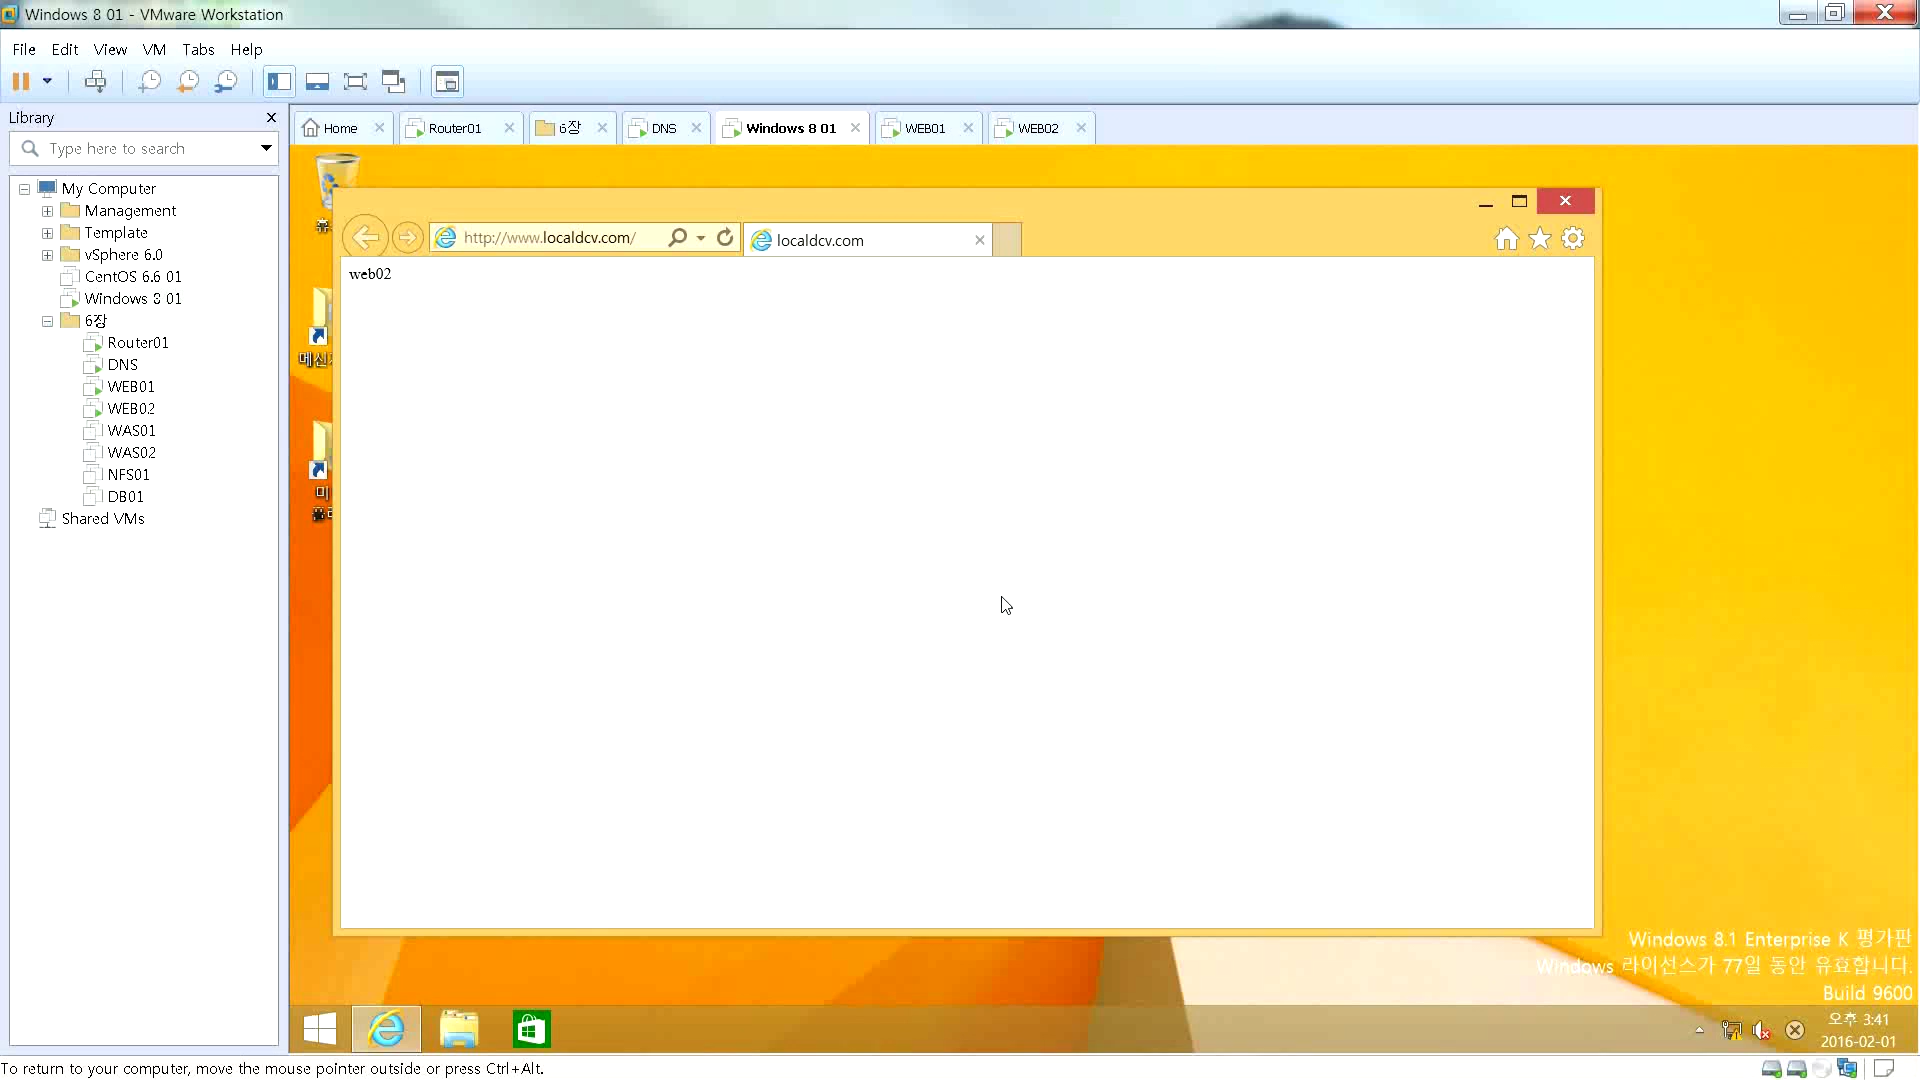 Windows 8 01 - VMware Workstation
File Edit View VM Tabs Help
Library
Type here to search
My Computer
Management
Template
vSphere 6.0
CentOS 6.6 01
Windows 8 01
6장
Router01
DNS
WEB01
WEB02
WAS01
WAS02
NFS01
DB01
Shared VMs
Home Router01 6장 DNS Windows 8 01 WEB01 WEB02
http://www.localdcv.com/ localdcv.com
web02
메신
미
Windows 8.1 Enterprise K 평가판
Windows 라이선스가 77일 동안 유효합니다.
Build 9600
오후 3:41
2016-02-01
To return to your computer, move the mouse pointer outside or press Ctrl+Alt.